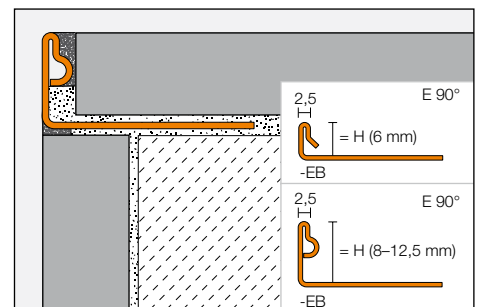 2,5 E 90°
= H (6 mm)
-EB
2,5 E 90°
= H (8–12,5 mm)
-EB